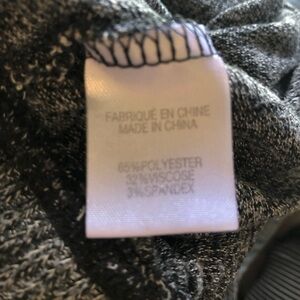 FABRIQUÉ EN CHINE
MADE IN CHINA
65%POLYESTER
32%VISCOSE
3%SPANDEX